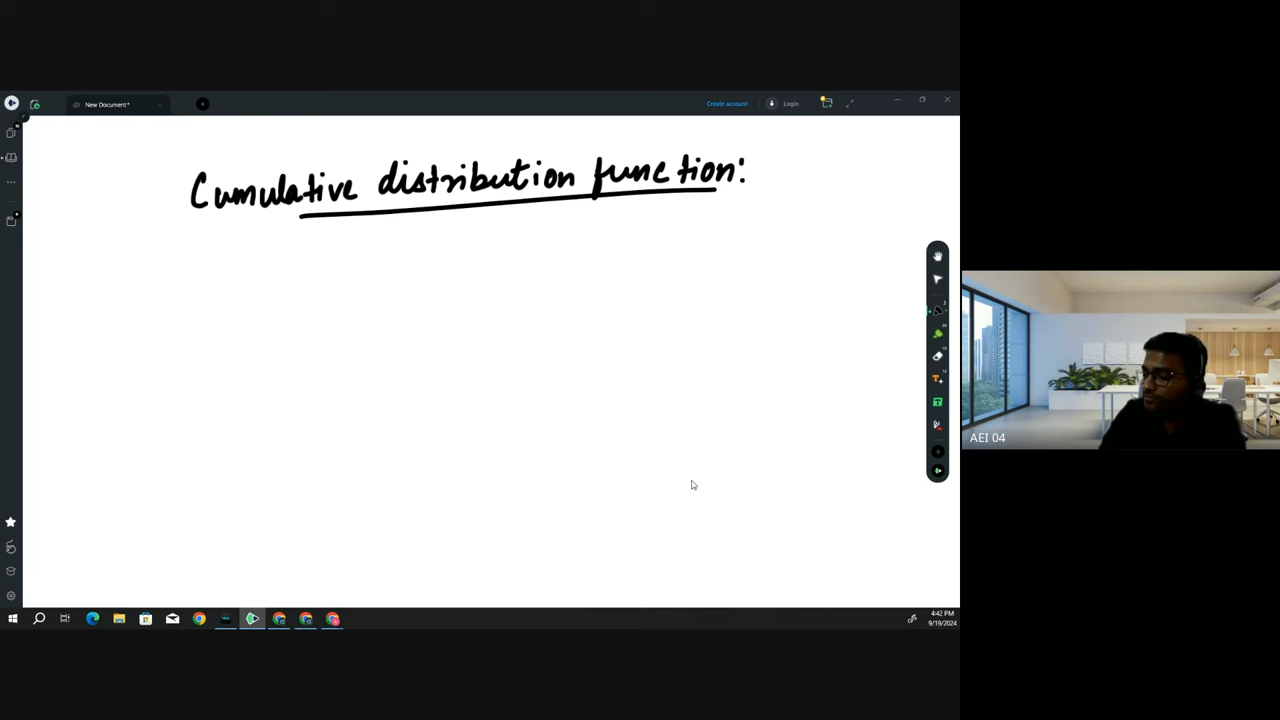 New Document*
Create account
Login
Cumulative distribution function:
AEI 04
4:42 PM
9/19/2024